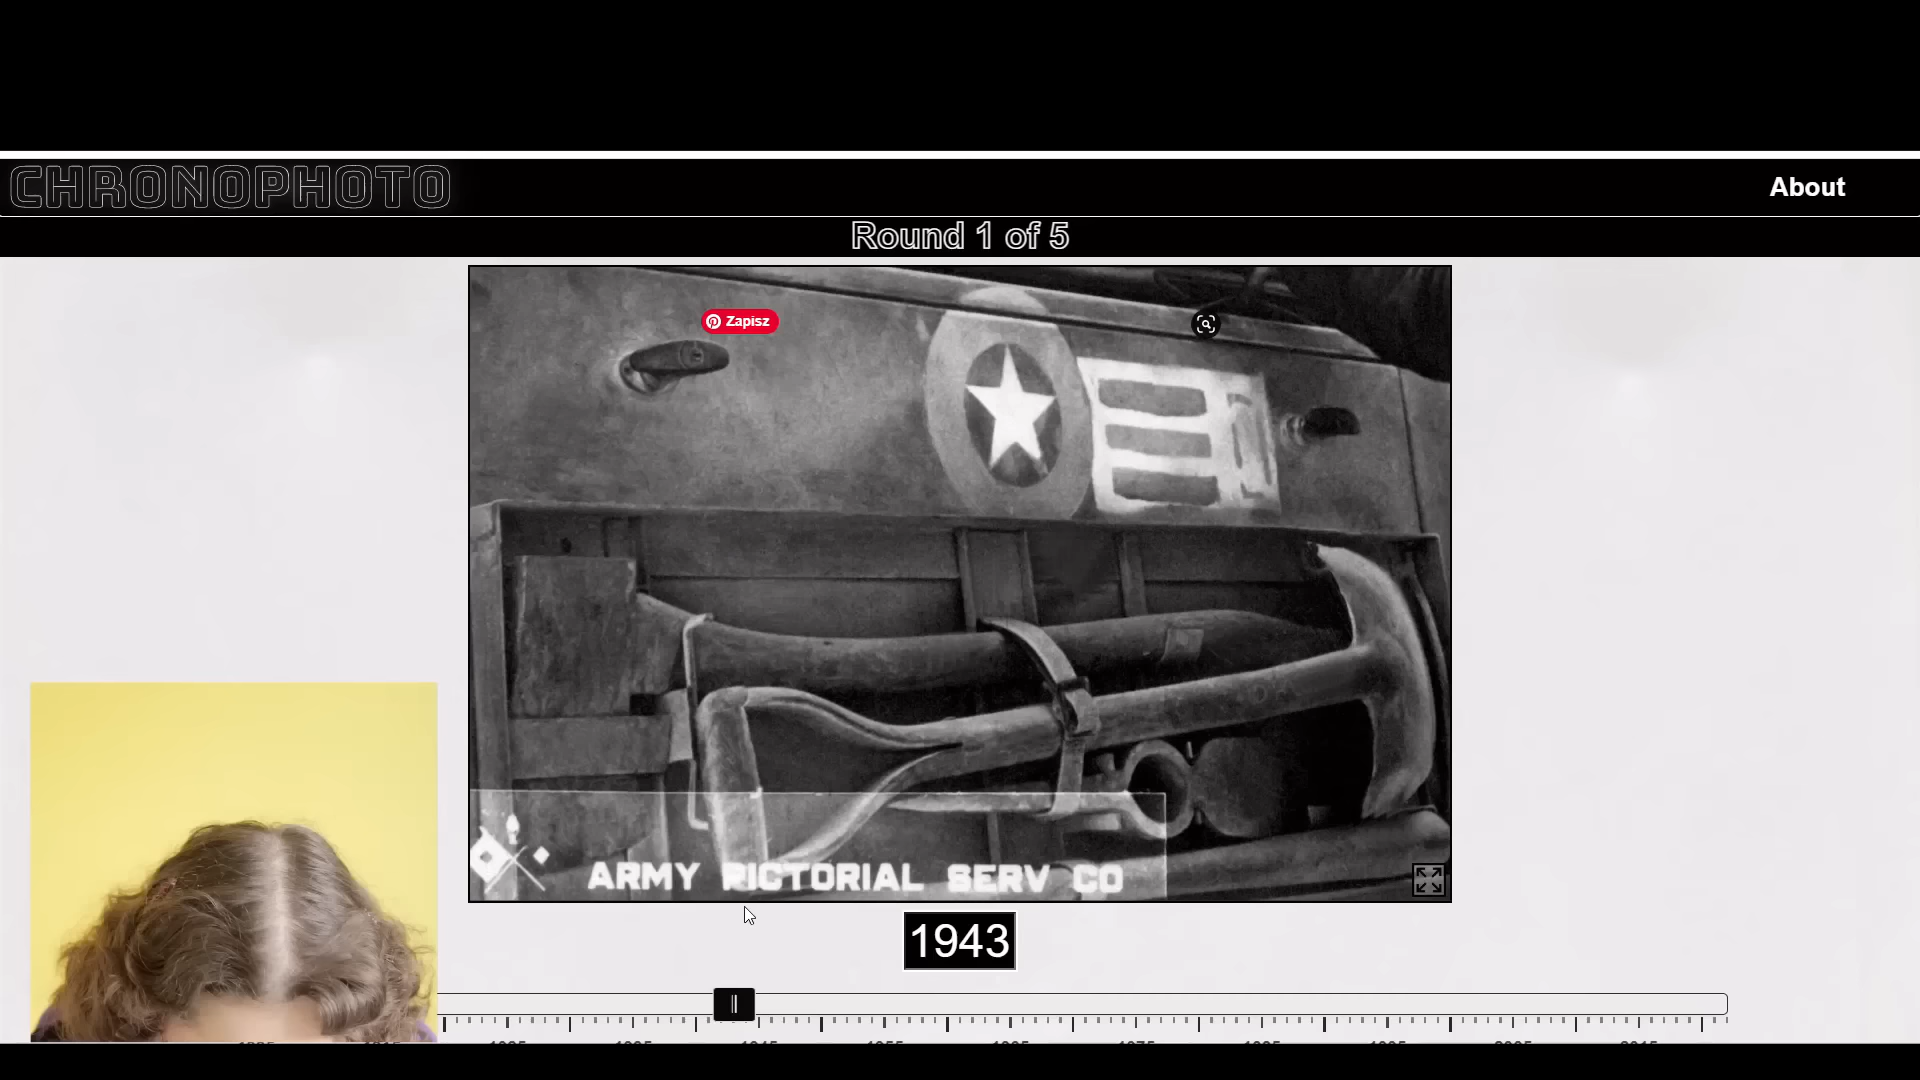 CHRONOPHOTO
About
Round 1 of 5
Zapisz
ARMY PICTORIAL SERV CO
1943